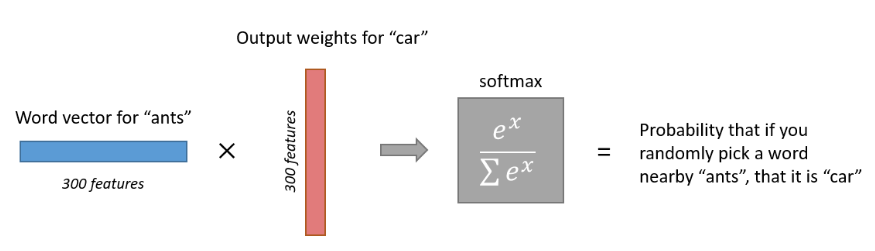 Output weights for “car”
softmax
Word vector for “ants”
300 features
×
300 features
e^x
∑ e^x
=
Probability that if you
randomly pick a word
nearby “ants”, that it is “car”